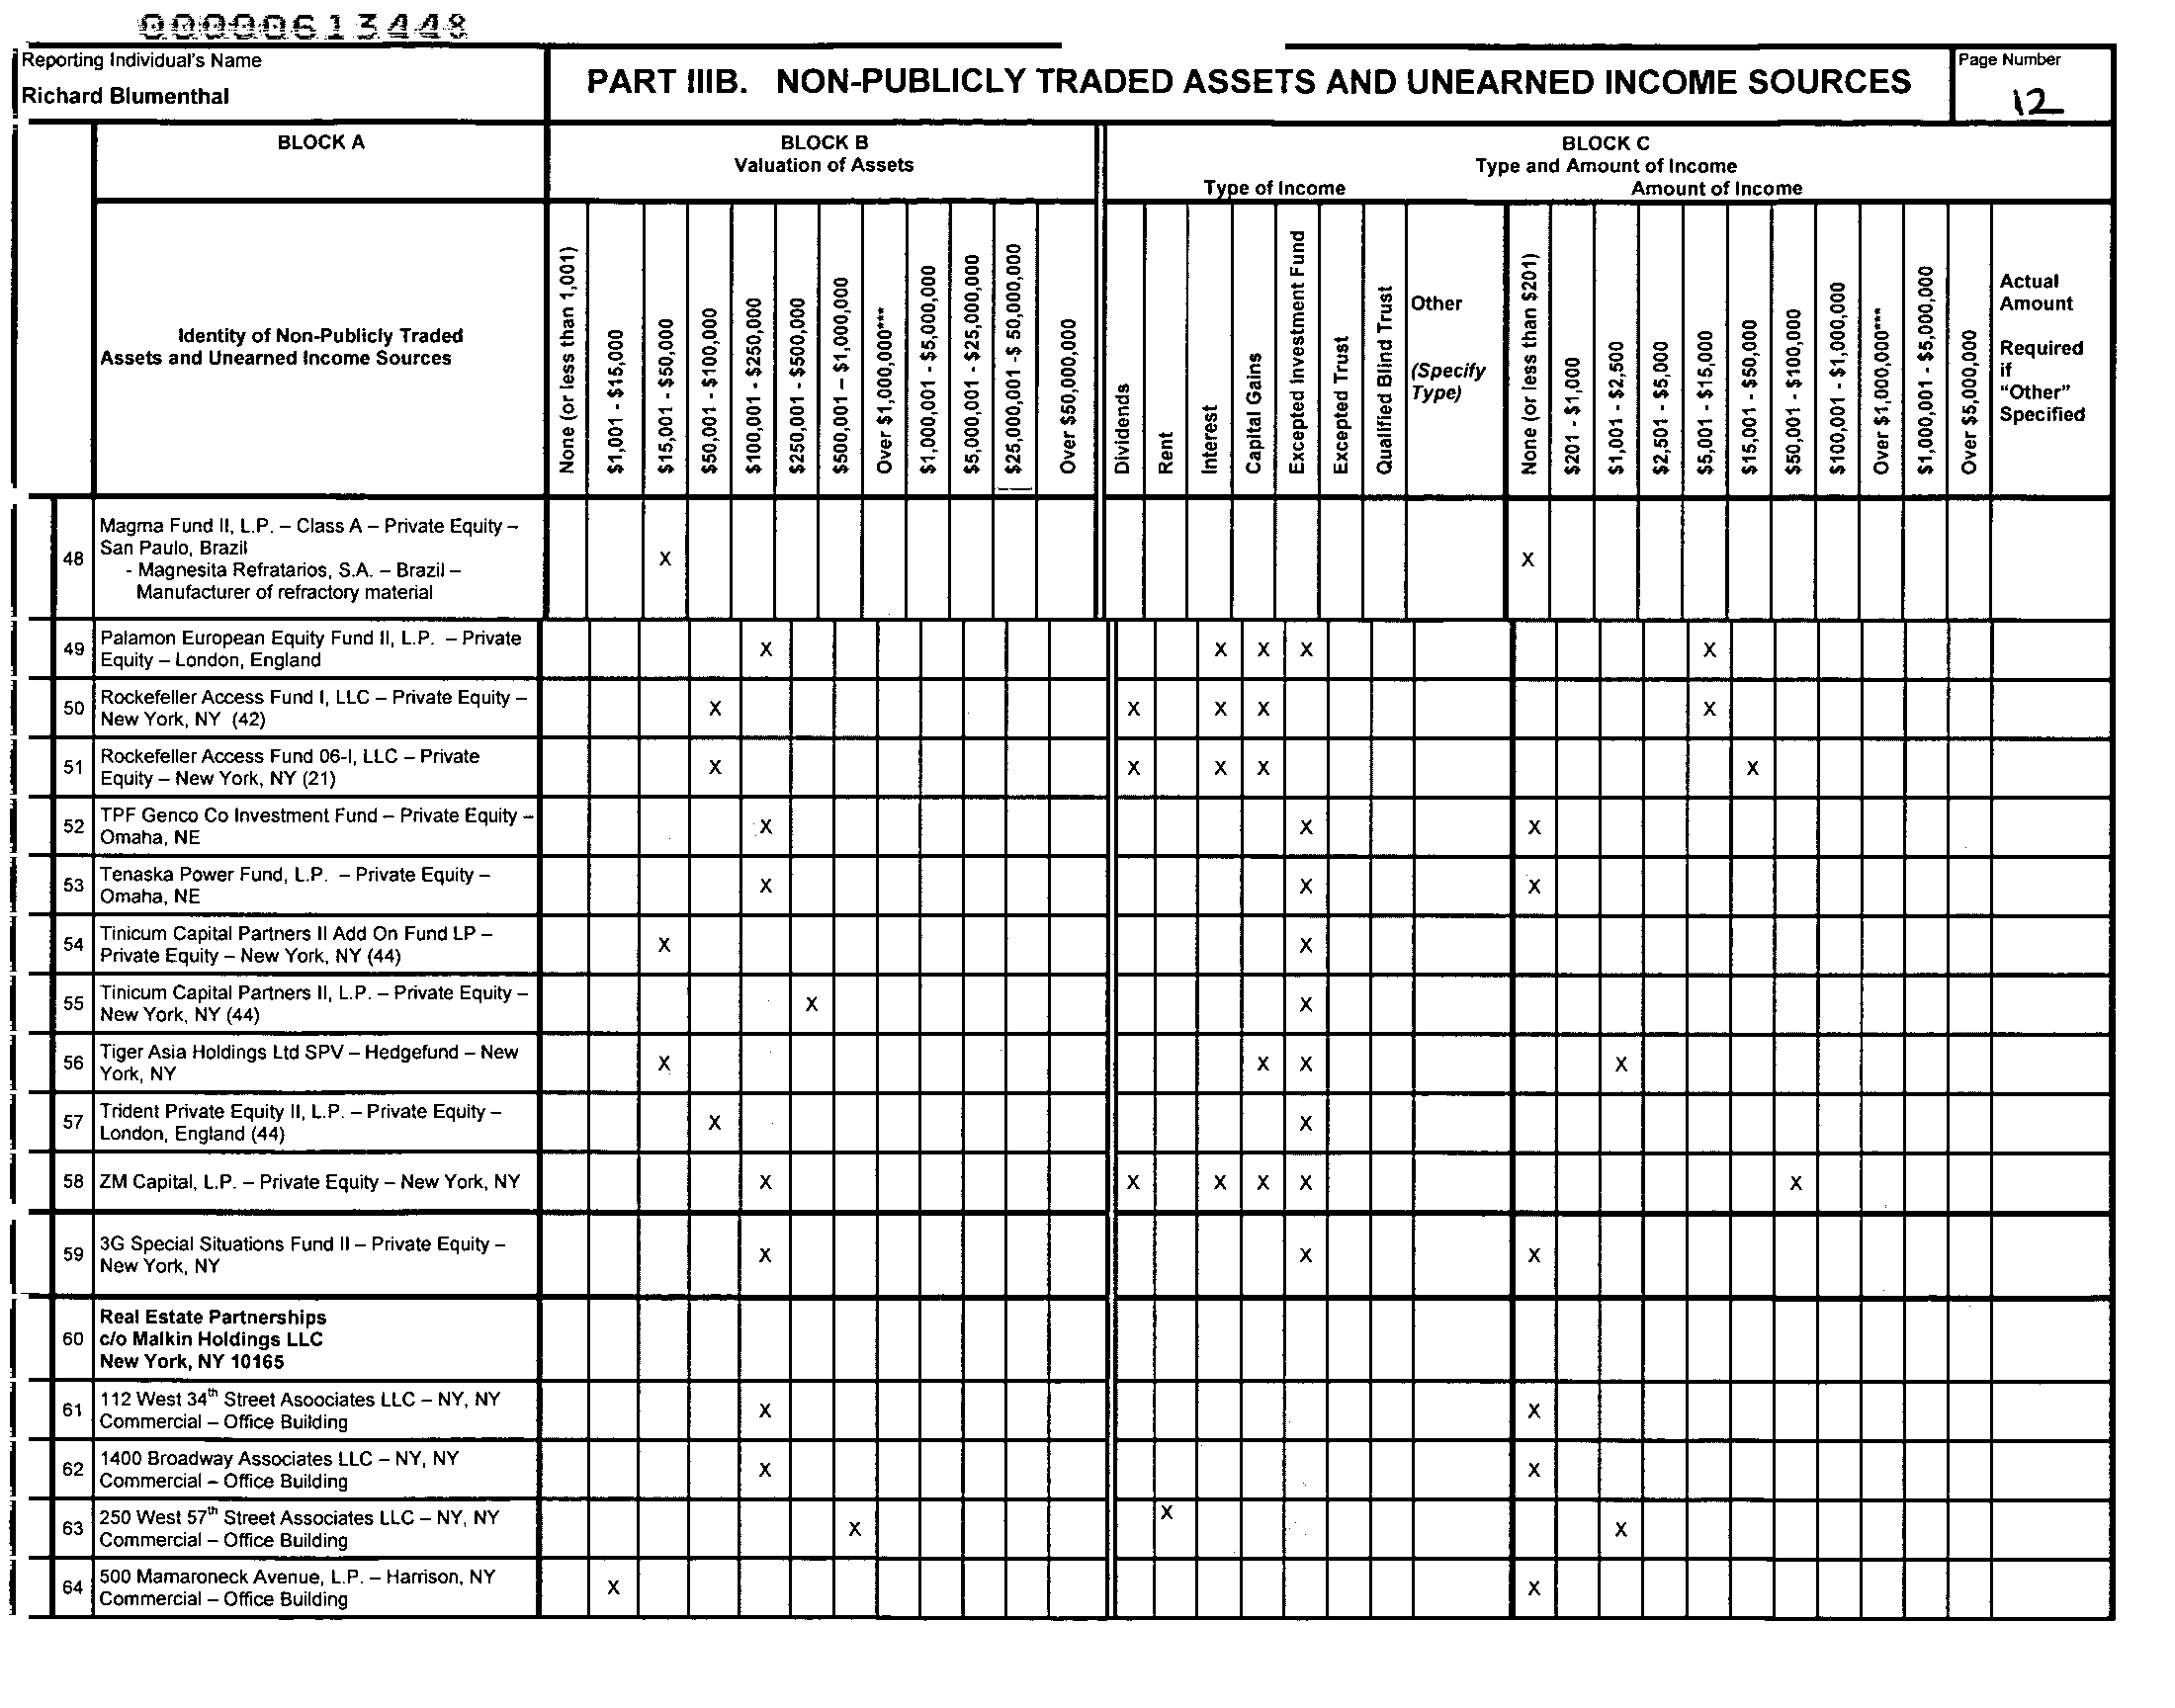 00000613448
Reporting Individual's Name
Richard Blumenthal
PART IIIB. NON-PUBLICLY TRADED ASSETS AND UNEARNED INCOME SOURCES
Page Number
12
BLOCK A
BLOCK B
Valuation of Assets
BLOCK C
Type and Amount of Income
Type of Income
Amount of Income
Identity of Non-Publicly Traded
Assets and Unearned Income Sources
None (or less than 1,001)
$1,001 - $15,000
$15,001 - $50,000
$50,001 - $100,000
$100,001 - $250,000
$250,001 - $500,000
$500,001 – $1,000,000
Over $1,000,000***
$1,000,001 - $5,000,000
$5,000,001 - $25,000,000
$25,000,001 -$ 50,000,000
Over $50,000,000
Dividends
Rent
Interest
Capital Gains
Excepted Investment Fund
Excepted Trust
Qualified Blind Trust
Other
(Specify
Type)
None (or less than $201)
$201 - $1,000
$1,001 - $2,500
$2,501 - $5,000
$5,001 - $15,000
$15,001 - $50,000
$50,001 - $100,000
$100,001 - $1,000,000
Over $1,000,000***
$1,000,001 - $5,000,000
Over $5,000,000
Actual
Amount
Required
if
“Other”
Specified
48
Magma Fund II, L.P. – Class A – Private Equity –
San Paulo, Brazil
- Magnesita Refratarios, S.A. – Brazil –
Manufacturer of refractory material
X X
49
Palamon European Equity Fund II, L.P. – Private
Equity – London, England
X X X X X
50
Rockefeller Access Fund I, LLC – Private Equity –
New York, NY (42)
X X X X X
51
Rockefeller Access Fund 06-I, LLC – Private
Equity – New York, NY (21)
X X X X X
52
TPF Genco Co Investment Fund – Private Equity –
Omaha, NE
X X X
53
Tenaska Power Fund, L.P. – Private Equity –
Omaha, NE
X X X
54
Tinicum Capital Partners II Add On Fund LP –
Private Equity – New York, NY (44)
X X
55
Tinicum Capital Partners II, L.P. – Private Equity –
New York, NY (44)
X X
56
Tiger Asia Holdings Ltd SPV – Hedgefund – New
York, NY
X X X X
57
Trident Private Equity II, L.P. – Private Equity –
London, England (44)
X X
58
ZM Capital, L.P. – Private Equity – New York, NY
X X X X X X
59
3G Special Situations Fund II – Private Equity –
New York, NY
X X X
60
Real Estate Partnerships
c/o Malkin Holdings LLC
New York, NY 10165
61
112 West 34th Street Asoociates LLC – NY, NY
Commercial – Office Building
X X
62
1400 Broadway Associates LLC – NY, NY
Commercial – Office Building
X X
63
250 West 57th Street Associates LLC – NY, NY
Commercial – Office Building
X X X
64
500 Mamaroneck Avenue, L.P. – Harrison, NY
Commercial – Office Building
X X